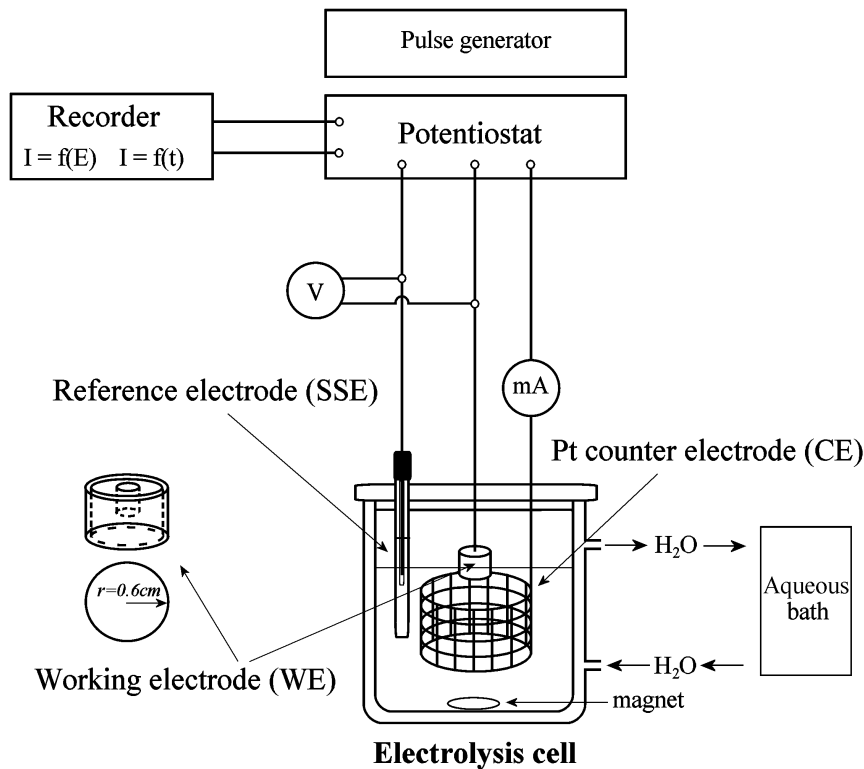 Pulse generator
Recorder
I = f(E) I = f(t)
Potentiostat
V
mA
Reference electrode (SSE)
Pt counter electrode (CE)
r=0.6cm
Working electrode (WE)
H₂O
Aqueous
bath
H₂O
magnet
Electrolysis cell